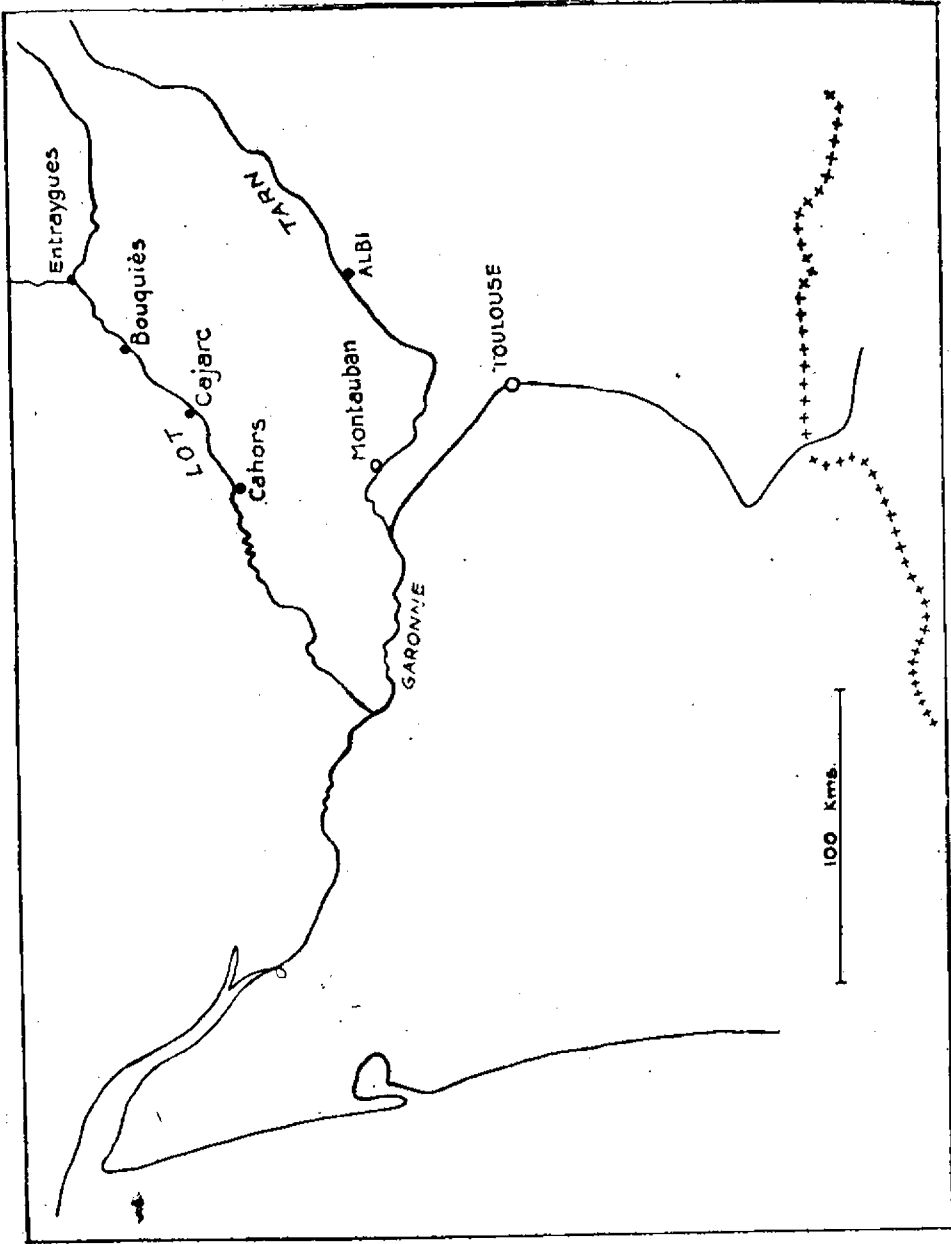 Entraygues
Bouquiès
Cajarc
LOT
Cahors
TARN
ALBI
Montauban
TOULOUSE
GARONNE
100 Kms.